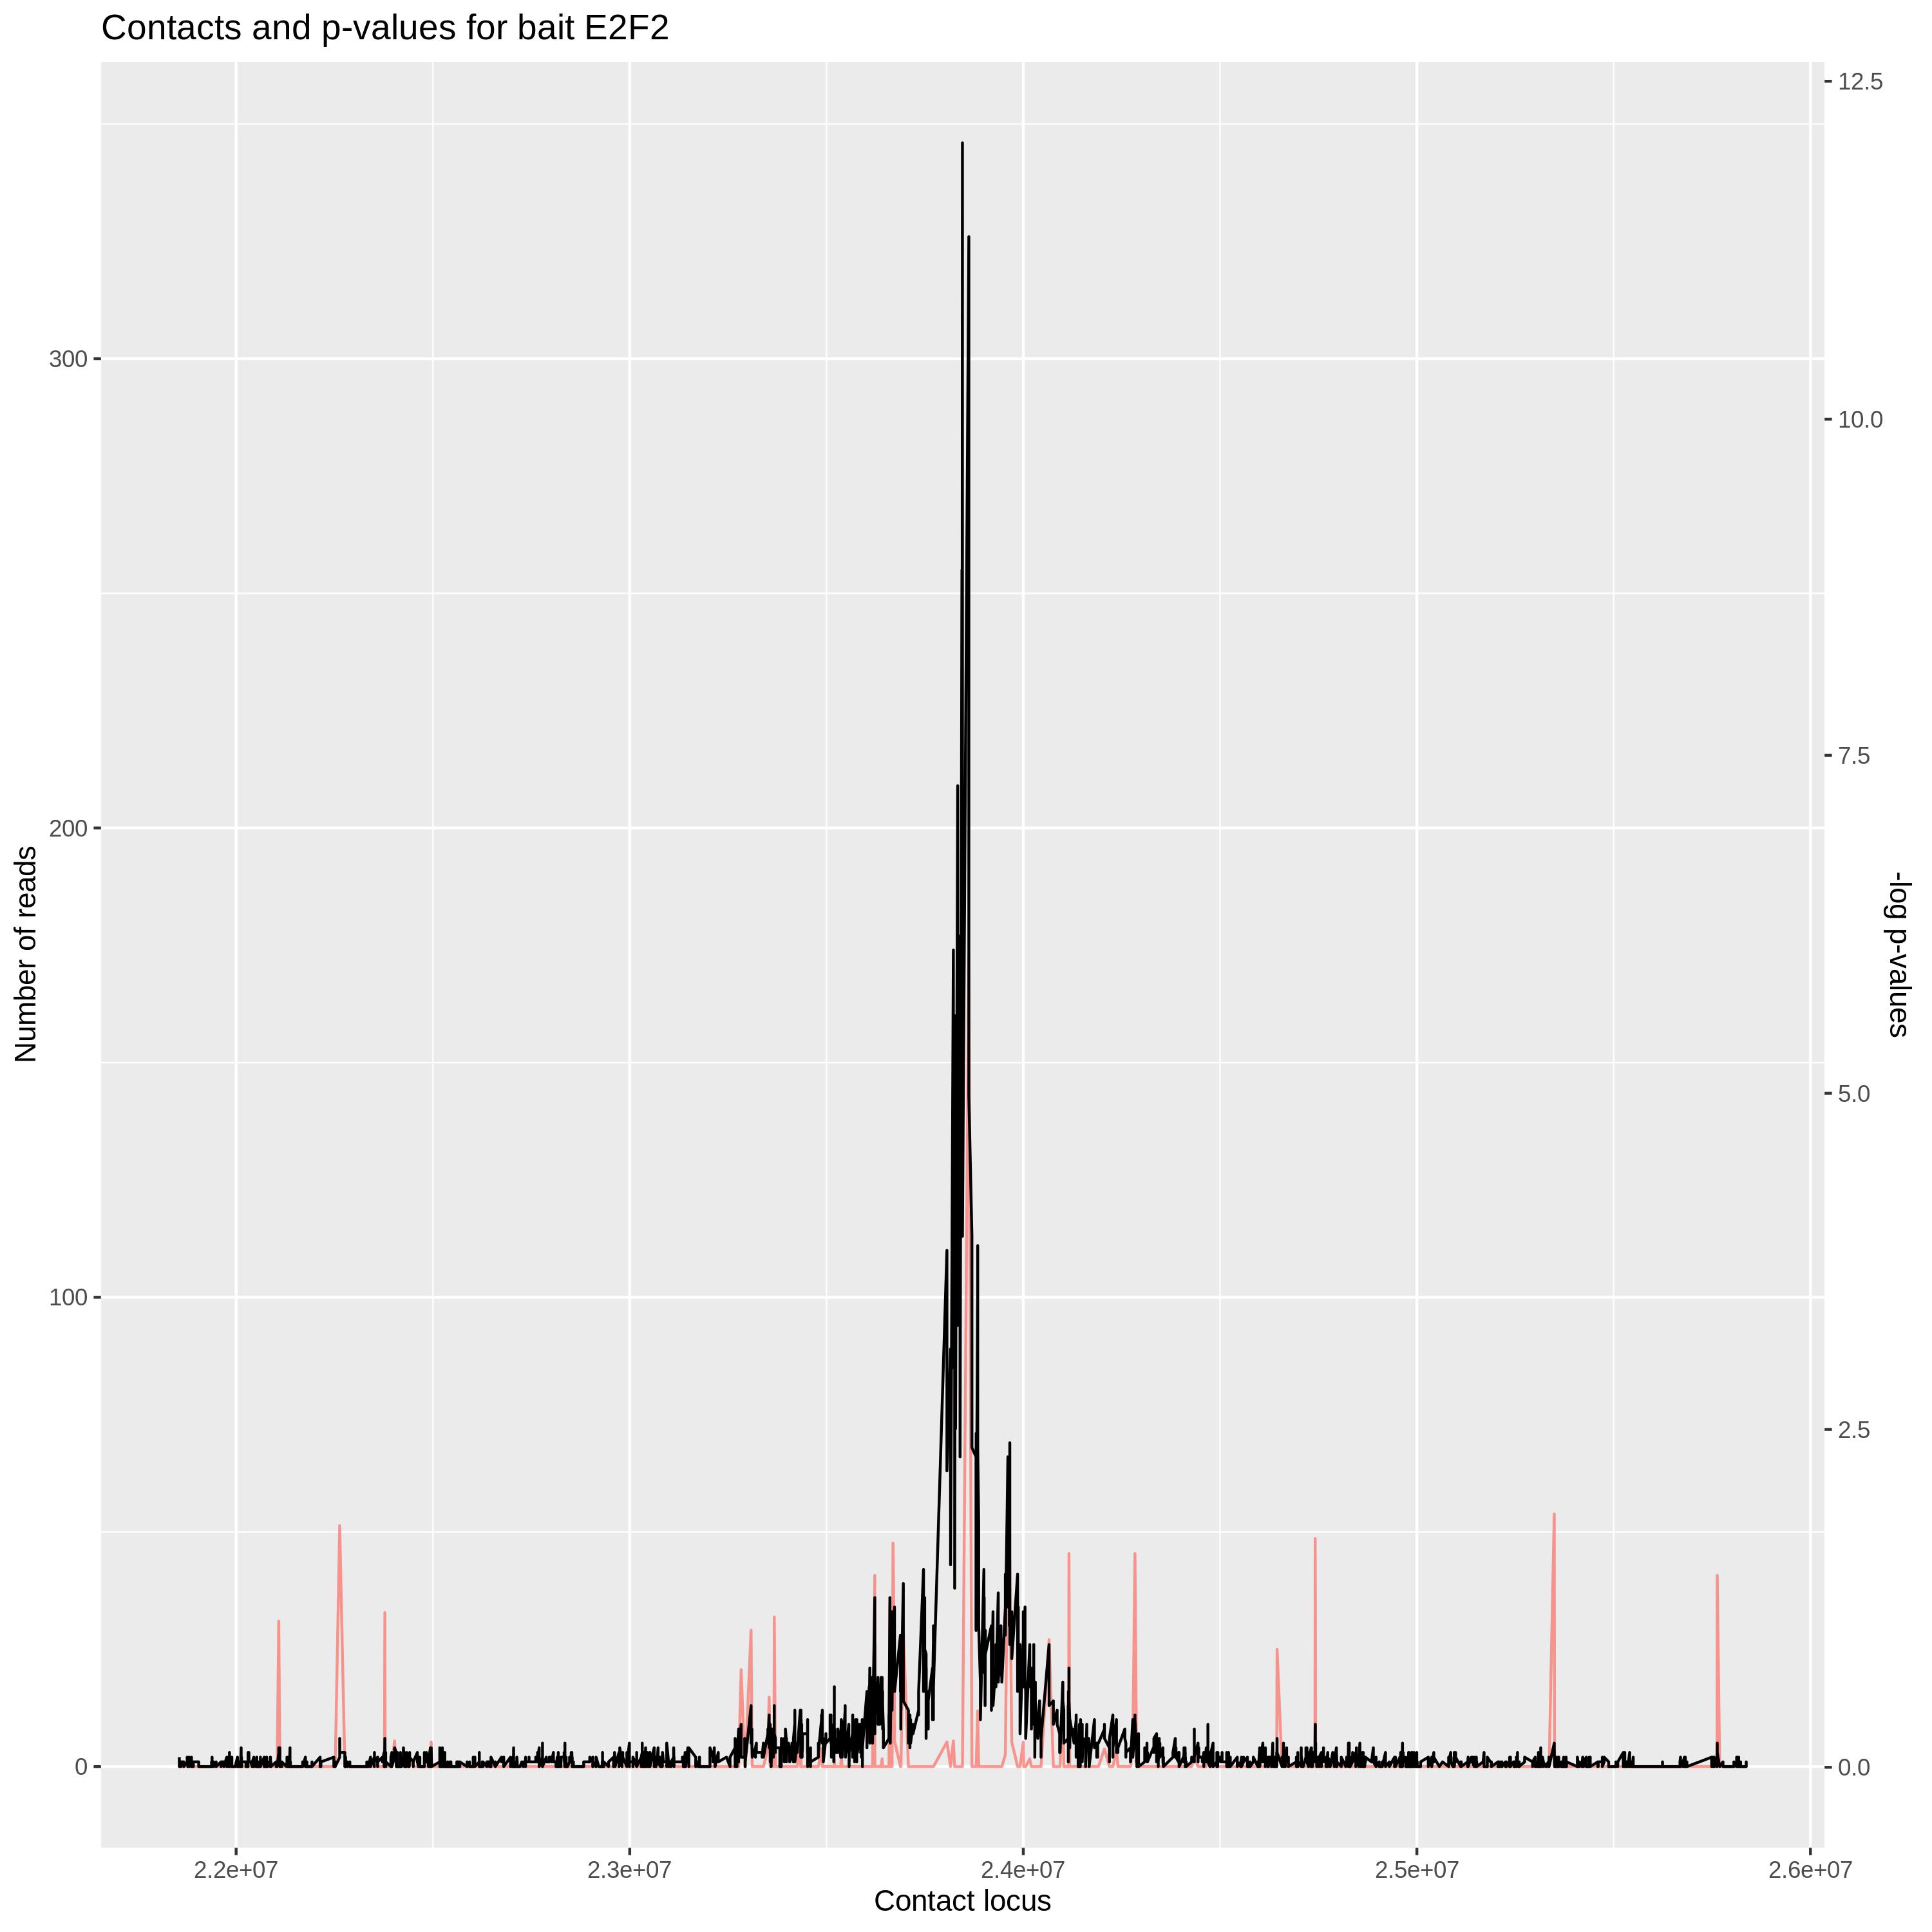 Contacts and p-values for bait E2F2
12.5
300
10.0
7.5
200
Number of reads
-log p-values
5.0
100
2.5
0
0.0
2.2e+07 2.3e+07 2.4e+07 2.5e+07 2.6e+07
Contact locus